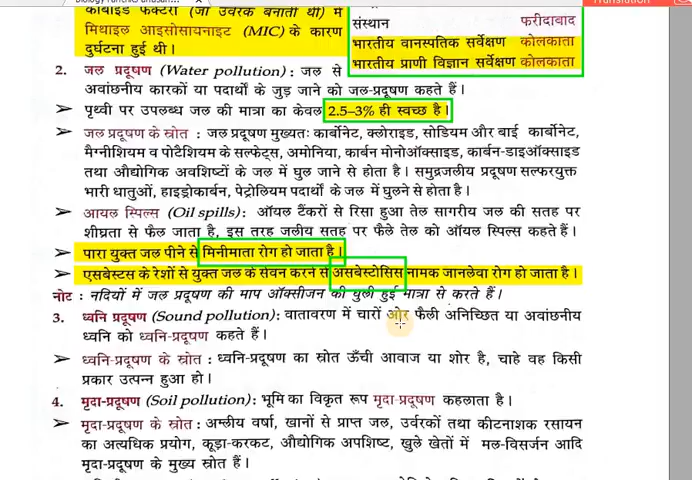 Translation
काबाइड फैक्टरी (जो उर्वरक बनाती थी) में
मिथाइल आइसोसायनाइट (MIC) के कारण
दुर्घटना हुई थी।
संस्थान फरीदाबाद
भारतीय वानस्पतिक सर्वेक्षण कोलकाता
भारतीय प्राणी विज्ञान सर्वेक्षण कोलकाता
2. जल प्रदूषण (Water pollution) : जल से
अवांछनीय कारकों या पदार्थों के जुड़ जाने को जल-प्रदूषण कहते हैं।
➢ पृथ्वी पर उपलब्ध जल की मात्रा का केवल 2.5–3% ही स्वच्छ है।
➢ जल प्रदूषण के स्रोत : जल प्रदूषण मुख्यतः कार्बोनेट, क्लोराइड, सोडियम और बाई कार्बोनेट,
मैग्नीशियम व पोटैशियम के सल्फेट्स, अमोनिया, कार्बन मोनोऑक्साइड, कार्बन-डाइऑक्साइड
तथा औद्योगिक अवशिष्टों के जल में घुल जाने से होता है। समुद्रजलीय प्रदूषण सल्फरयुक्त
भारी धातुओं, हाइड्रोकार्बन, पेट्रोलियम पदार्थों के जल में घुलने से होता है।
➢ आयल स्पिल्स (Oil spills) : ऑयल टैंकरों से रिसा हुआ तेल सागरीय जल की सतह पर
शीघ्रता से फैल जाता है, इस तरह जलीय सतह पर फैले तेल को ऑयल स्पिल्स कहते हैं।
➢ पारा युक्त जल पीने से मिनीमाता रोग हो जाता है।
➢ एसबेस्टस के रेशों से युक्त जल के सेवन करने से असबेस्टोसिस नामक जानलेवा रोग हो जाता है।
नोट : नदियों में जल प्रदूषण की माप ऑक्सीजन की घुली हुई मात्रा से करते हैं।
3. ध्वनि प्रदूषण (Sound pollution) : वातावरण में चारों ओर फैली अनिच्छित या अवांछनीय
ध्वनि को ध्वनि-प्रदूषण कहते हैं।
➢ ध्वनि-प्रदूषण के स्रोत : ध्वनि-प्रदूषण का स्रोत ऊँची आवाज या शोर है, चाहे वह किसी
प्रकार उत्पन्न हुआ हो।
4. मृदा-प्रदूषण (Soil pollution) : भूमि का विकृत रूप मृदा-प्रदूषण कहलाता है।
➢ मृदा-प्रदूषण के स्रोत : अम्लीय वर्षा, खानों से प्राप्त जल, उर्वरकों तथा कीटनाशक रसायन
का अत्यधिक प्रयोग, कूड़ा-करकट, औद्योगिक अपशिष्ट, खुले खेतों में मल-विसर्जन आदि
मृदा-प्रदूषण के मुख्य स्रोत हैं।